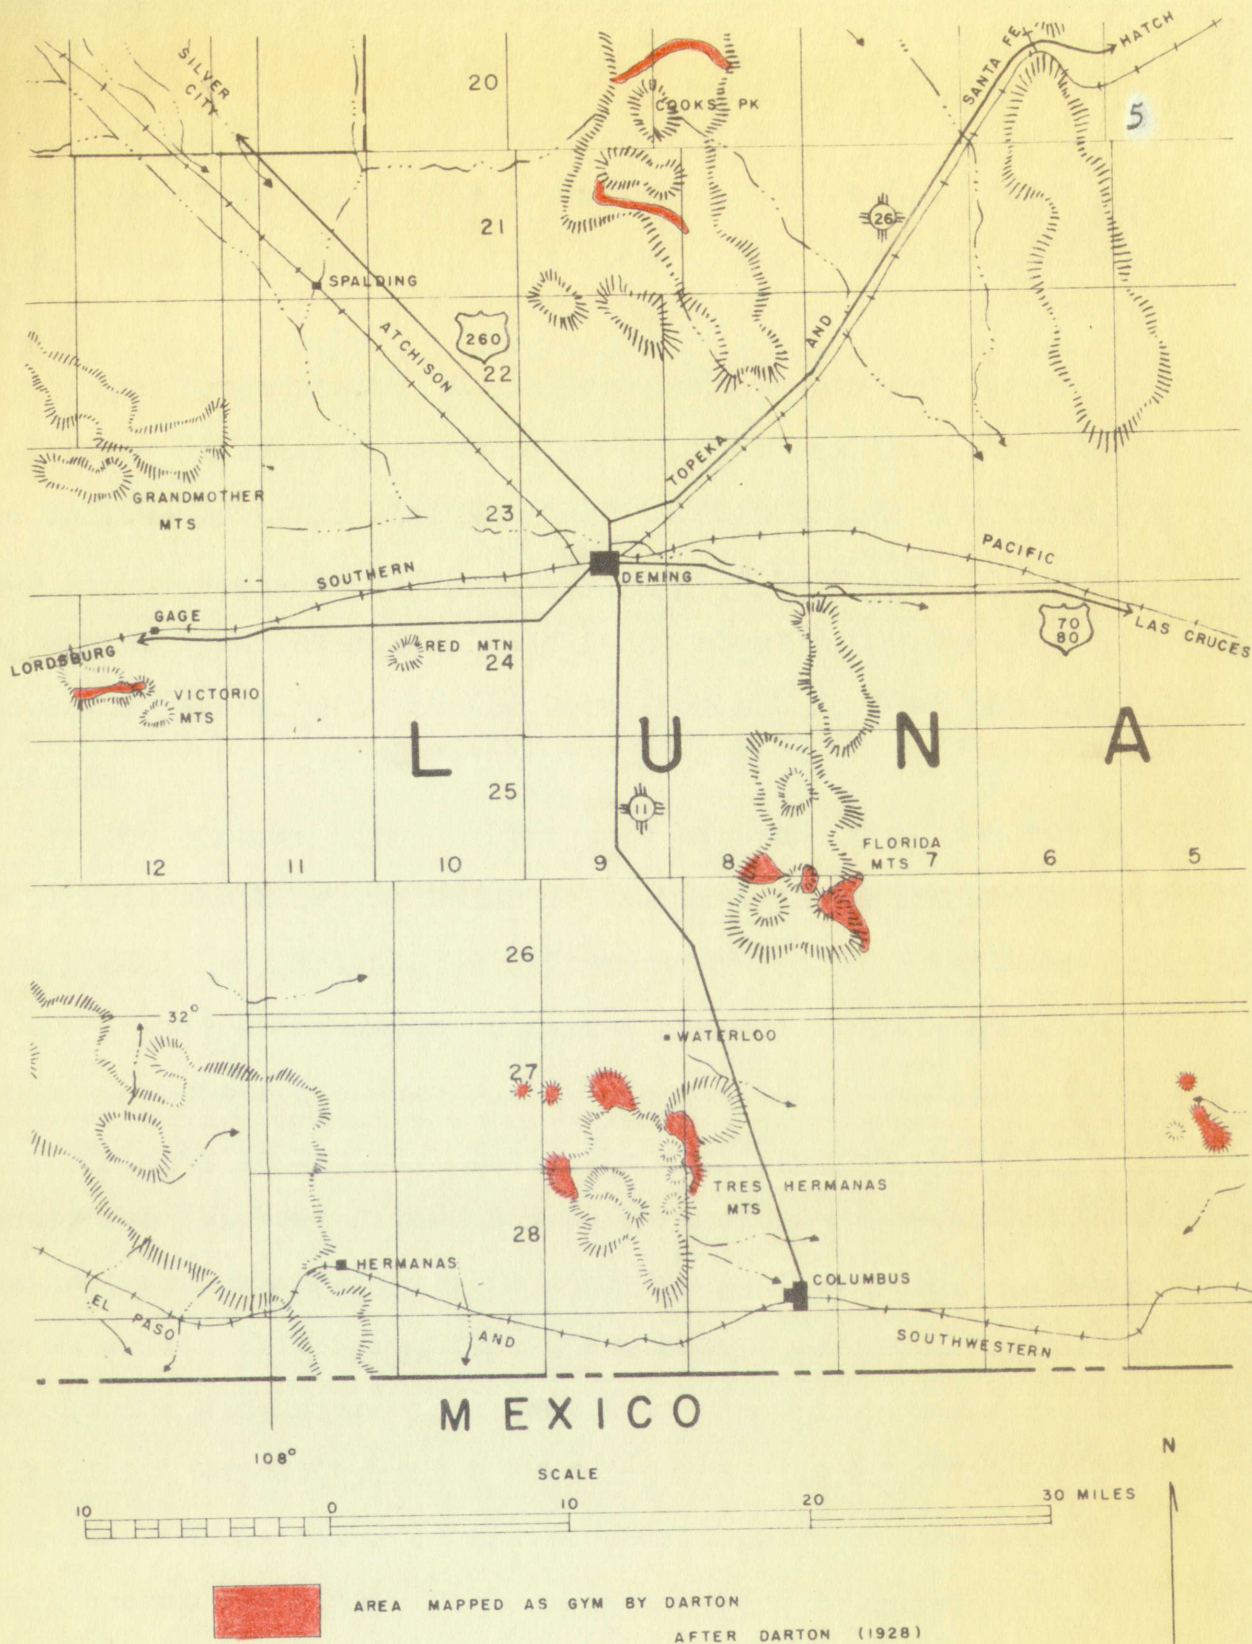 SILVER
CITY
20
COOKS PK
SANTA FE
HATCH
5
21
26
SPALDING
ATCHISON
260
22
AND
TOPEKA
GRANDMOTHER
MTS
23
SOUTHERN
DEMING
PACIFIC
GAGE
LORDSBURG
RED MTN
24
70
80
LAS CRUCES
VICTORIO
MTS
L U N A
25
11
FLORIDA
MTS
12
11
10
9
8
7
6
5
26
32°
WATERLOO
27
TRES HERMANAS
MTS
28
HERMANAS
COLUMBUS
EL PASO
AND
SOUTHWESTERN
MEXICO
108°
N
SCALE
10 0 10 20 30 MILES
AREA MAPPED AS GYM BY DARTON
AFTER DARTON (1928)